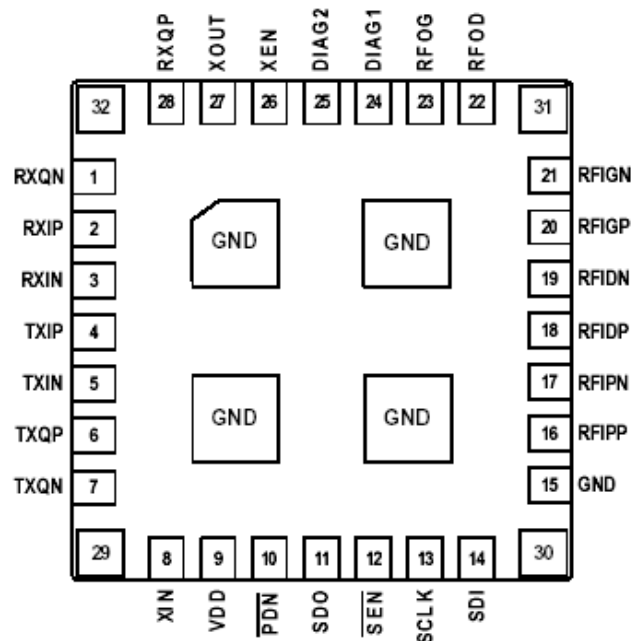 RXQP XOUT XEN DIAG2 DIAG1 RFOG RFOD
32 28 27 26 25 24 23 22 31
RXQN 1 21 RFIGN
RXIP 2 20 RFIGP
GND GND
RXIN 3 19 RFIDN
TXIP 4 18 RFIDP
TXIN 5 17 RFIPN
GND GND
TXQP 6 16 RFIPP
TXQN 7 15 GND
29 8 9 10 11 12 13 14 30
XIN VDD PDN SDO SEN SCLK SDI